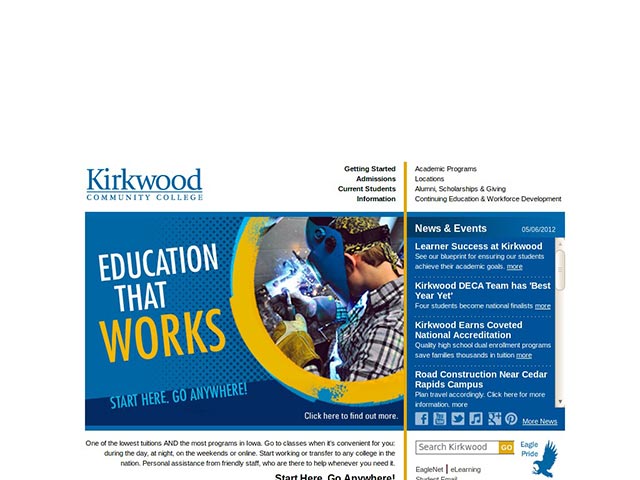 Kirkwood
COMMUNITY COLLEGE
Getting Started
Admissions
Current Students
Information
Academic Programs
Locations
Alumni, Scholarships & Giving
Continuing Education & Workforce Development
EDUCATION
THAT
WORKS
START HERE. GO ANYWHERE!
Click here to find out more.
News & Events 05/06/2012
Learner Success at Kirkwood
See our blueprint for ensuring our students
achieve their academic goals. more
Kirkwood DECA Team has 'Best
Year Yet'
Four students become national finalists more
Kirkwood Earns Coveted
National Accreditation
Quality high school dual enrollment programs
save families thousands in tuition more
Road Construction Near Cedar
Rapids Campus
Plan travel accordingly. Click here for more
information. more
More News
One of the lowest tuitions AND the most programs in Iowa. Go to classes when it's convenient for you:
during the day, at night, on the weekends or online. Start working or transfer to any college in the
nation. Personal assistance from friendly staff, who are there to help whenever you need it.
Start Here. Go Anywhere!
Search Kirkwood GO
Eagle
Pride
EagleNet | eLearning
Student Email